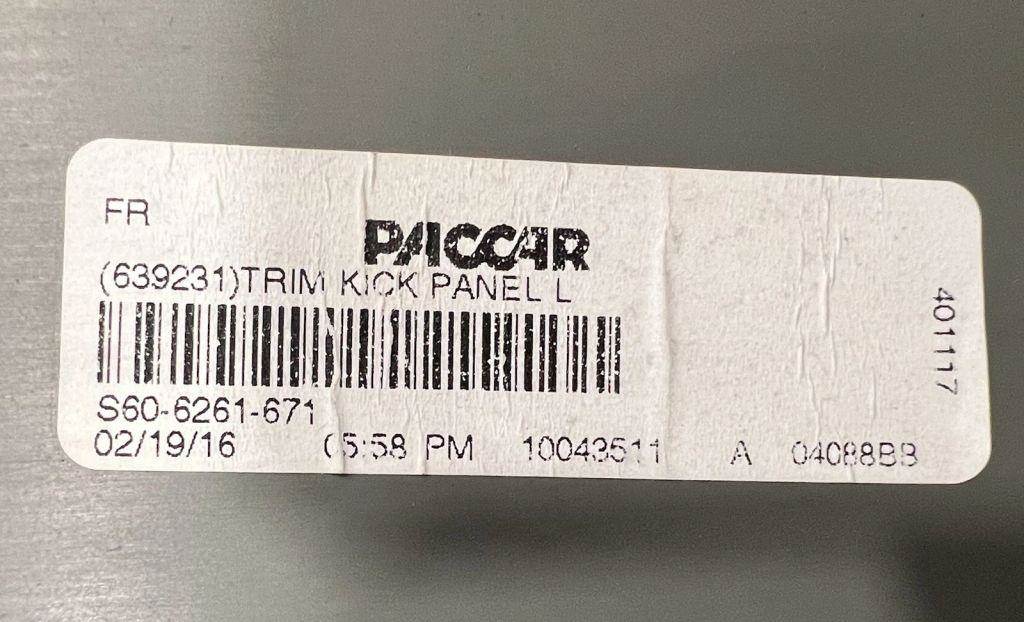 FR
PACCAR
(639231)TRIM KICK PANEL L
S60-6261-671
02/19/16 05:58 PM 10043511 A 04088BB
401117